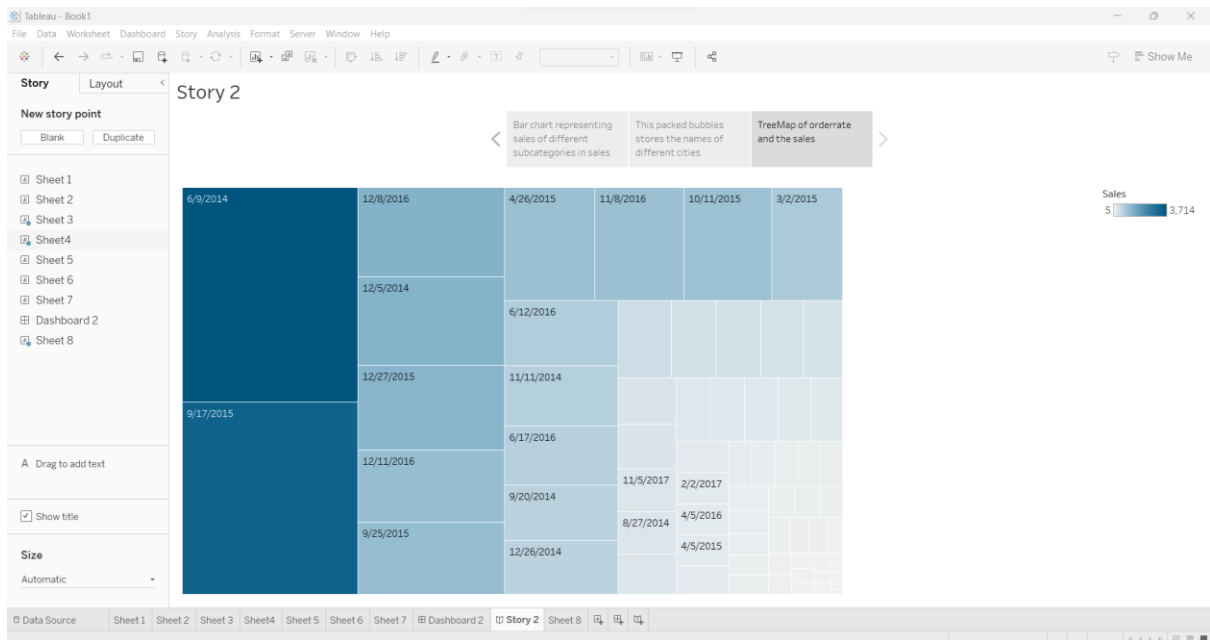 Tableau - Book1
File Data Worksheet Dashboard Story Analysis Format Server Window Help
Show Me
Story Layout
New story point
Blank Duplicate
Sheet 1
Sheet 2
Sheet 3
Sheet4
Sheet 5
Sheet 6
Sheet 7
Dashboard 2
Sheet 8
A Drag to add text
Show title
Size
Automatic
Story 2
Bar chart representing
sales of different
subcategories in sales
This packed bubbles
stores the names of
different cities
TreeMap of orderrate
and the sales
6/9/2014
9/17/2015
12/8/2016
12/5/2014
12/27/2015
12/11/2016
9/25/2015
4/26/2015
11/8/2016
10/11/2015
3/2/2015
6/12/2016
11/11/2014
6/17/2016
9/20/2014
12/26/2014
11/5/2017
8/27/2014
2/2/2017
4/5/2016
4/5/2015
Sales
5 3,714
Data Source Sheet 1 Sheet 2 Sheet 3 Sheet4 Sheet 5 Sheet 6 Sheet 7 Dashboard 2 Story 2 Sheet 8